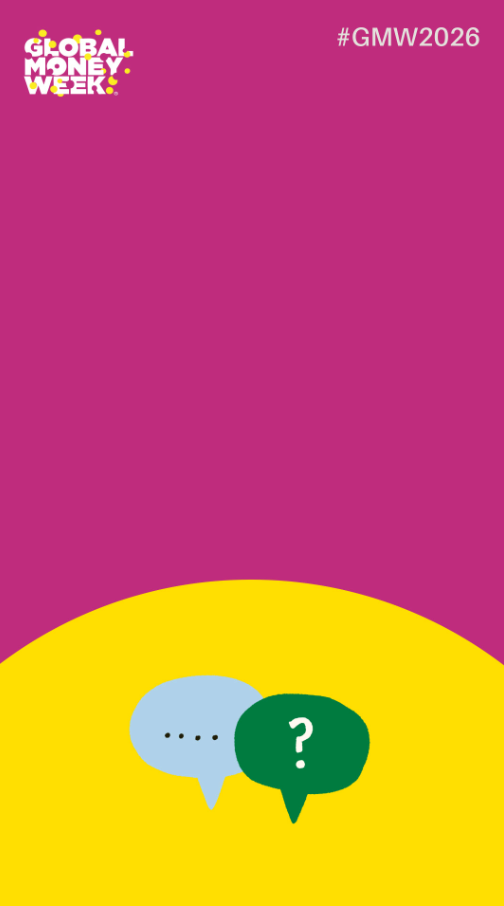 GLOBAL
MONEY
WEEK
#GMW2026
....
?